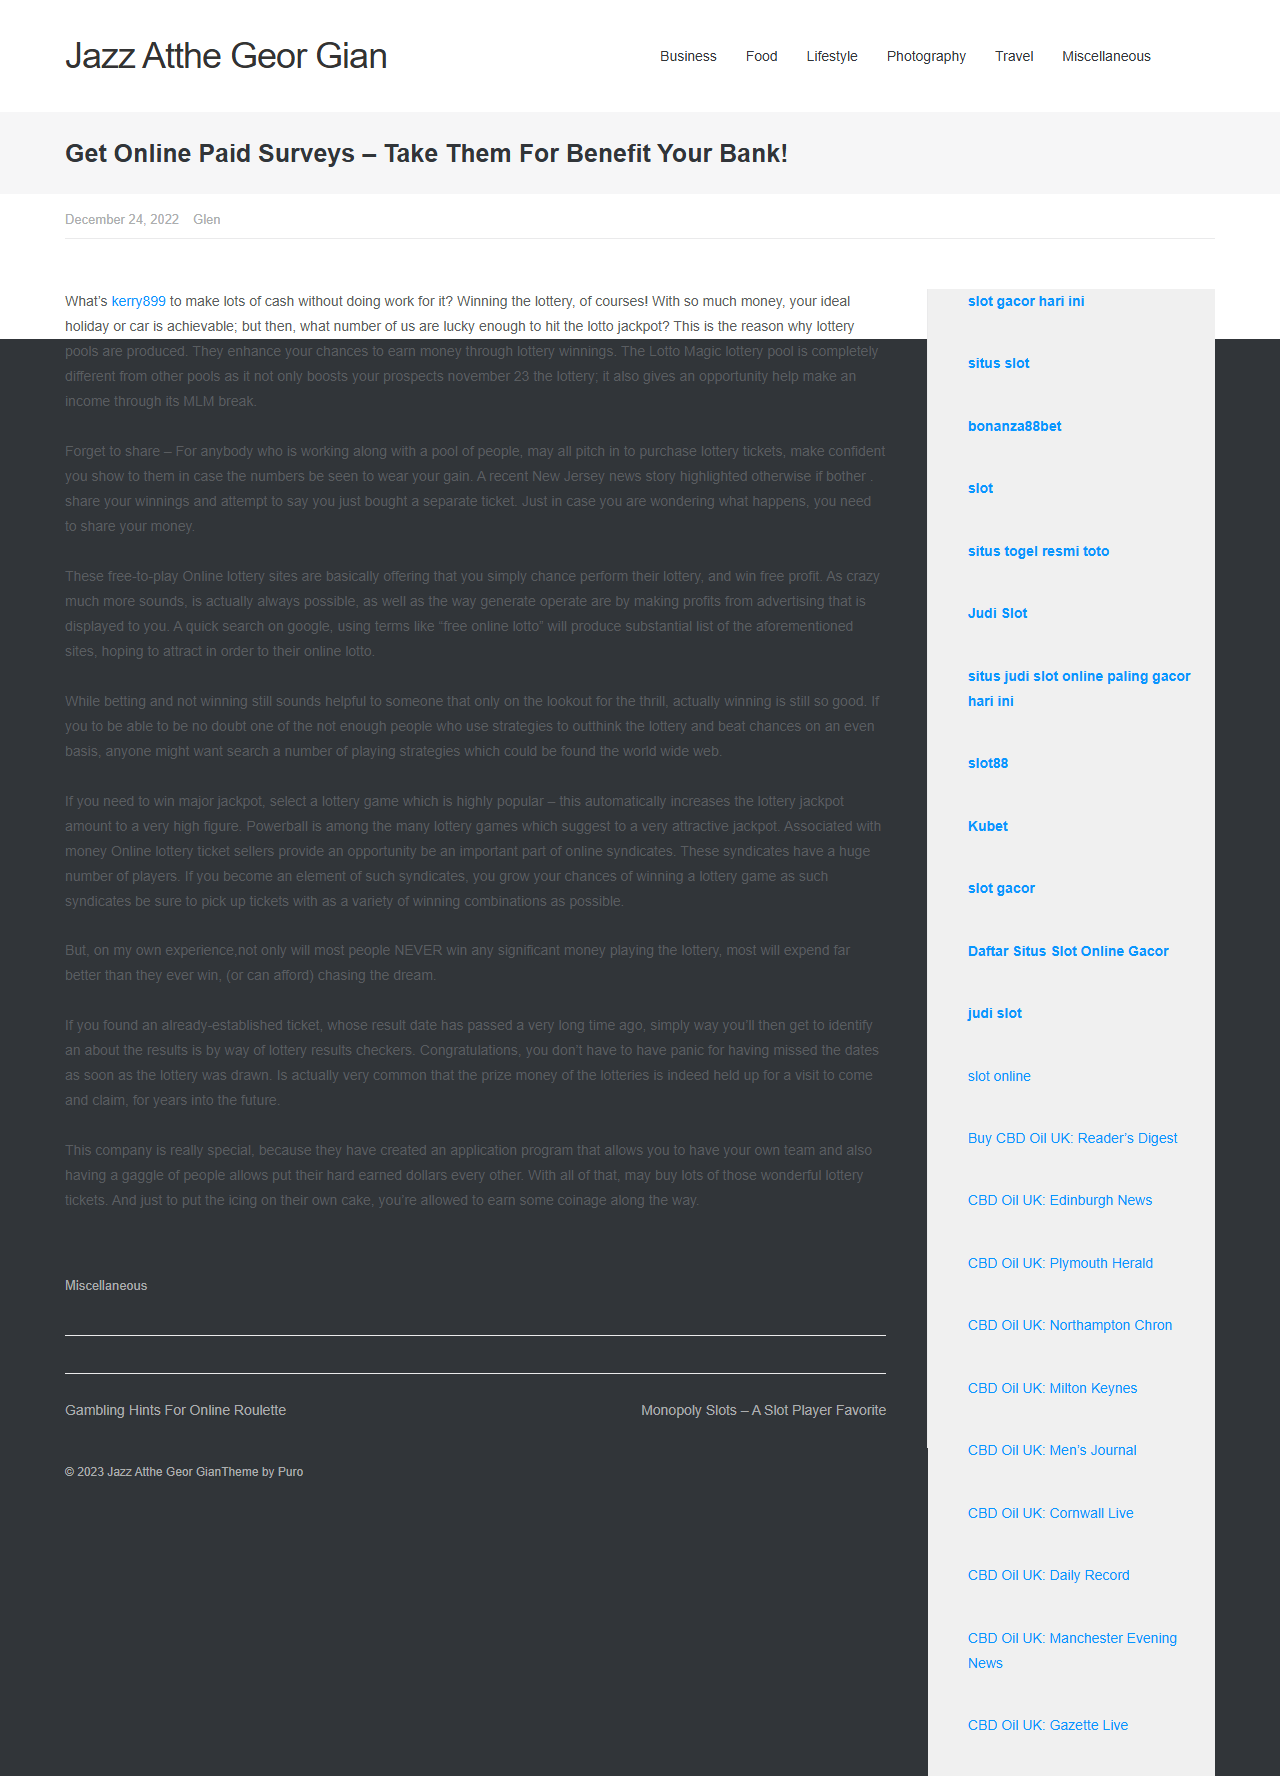 Jazz Atthe Geor Gian
Business Food Lifestyle Photography Travel Miscellaneous
Get Online Paid Surveys – Take Them For Benefit Your Bank!
December 24, 2022 Glen
What's kerry899 to make lots of cash without doing work for it? Winning the lottery, of courses! With so much money, your ideal
holiday or car is achievable; but then, what number of us are lucky enough to hit the lotto jackpot? This is the reason why lottery
pools are produced. They enhance your chances to earn money through lottery winnings. The Lotto Magic lottery pool is completely
different from other pools as it not only boosts your prospects november 23 the lottery; it also gives an opportunity help make an
income through its MLM break.
Forget to share – For anybody who is working along with a pool of people, may all pitch in to purchase lottery tickets, make confident
you show to them in case the numbers be seen to wear your gain. A recent New Jersey news story highlighted otherwise if bother .
share your winnings and attempt to say you just bought a separate ticket. Just in case you are wondering what happens, you need
to share your money.
These free-to-play Online lottery sites are basically offering that you simply chance perform their lottery, and win free profit. As crazy
much more sounds, is actually always possible, as well as the way generate operate are by making profits from advertising that is
displayed to you. A quick search on google, using terms like “free online lotto” will produce substantial list of the aforementioned
sites, hoping to attract in order to their online lotto.
While betting and not winning still sounds helpful to someone that only on the lookout for the thrill, actually winning is still so good. If
you to be able to be no doubt one of the not enough people who use strategies to outthink the lottery and beat chances on an even
basis, anyone might want search a number of playing strategies which could be found the world wide web.
If you need to win major jackpot, select a lottery game which is highly popular – this automatically increases the lottery jackpot
amount to a very high figure. Powerball is among the many lottery games which suggest to a very attractive jackpot. Associated with
money Online lottery ticket sellers provide an opportunity be an important part of online syndicates. These syndicates have a huge
number of players. If you become an element of such syndicates, you grow your chances of winning a lottery game as such
syndicates be sure to pick up tickets with as a variety of winning combinations as possible.
But, on my own experience,not only will most people NEVER win any significant money playing the lottery, most will expend far
better than they ever win, (or can afford) chasing the dream.
If you found an already-established ticket, whose result date has passed a very long time ago, simply way you'll then get to identify
an about the results is by way of lottery results checkers. Congratulations, you don't have to have panic for having missed the dates
as soon as the lottery was drawn. Is actually very common that the prize money of the lotteries is indeed held up for a visit to come
and claim, for years into the future.
This company is really special, because they have created an application program that allows you to have your own team and also
having a gaggle of people allows put their hard earned dollars every other. With all of that, may buy lots of those wonderful lottery
tickets. And just to put the icing on their own cake, you're allowed to earn some coinage along the way.
Miscellaneous
Gambling Hints For Online Roulette
Monopoly Slots – A Slot Player Favorite
slot gacor hari ini
situs slot
bonanza88bet
slot
situs togel resmi toto
Judi Slot
situs judi slot online paling gacor
hari ini
slot88
Kubet
slot gacor
Daftar Situs Slot Online Gacor
judi slot
slot online
Buy CBD Oil UK: Reader's Digest
CBD Oil UK: Edinburgh News
CBD Oil UK: Plymouth Herald
CBD Oil UK: Northampton Chron
CBD Oil UK: Milton Keynes
CBD Oil UK: Men's Journal
CBD Oil UK: Cornwall Live
CBD Oil UK: Daily Record
CBD Oil UK: Manchester Evening
News
CBD Oil UK: Gazette Live
© 2023 Jazz Atthe Geor GianTheme by Puro